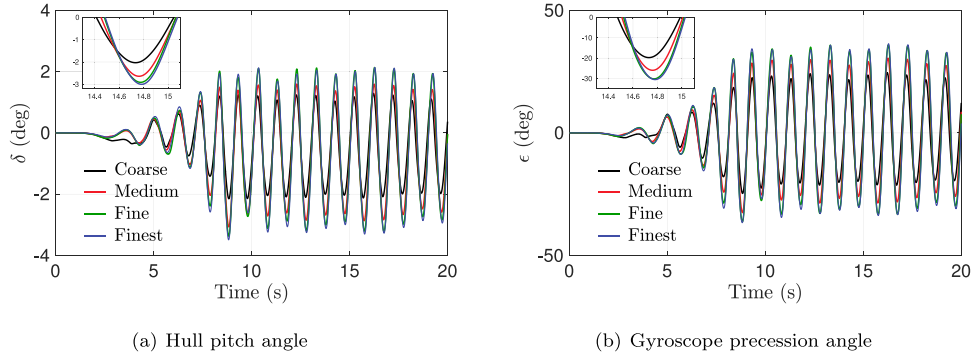 4
2
0
-2
-4
0
-1
-2
-3
14.4 14.6 14.8 15
δ (deg)
Coarse
Medium
Fine
Finest
0 5 10 15 20
Time (s)
(a) Hull pitch angle
50
0
-50
0
-10
-20
-30
14.4 14.6 14.8 15
ϵ (deg)
Coarse
Medium
Fine
Finest
0 5 10 15 20
Time (s)
(b) Gyroscope precession angle